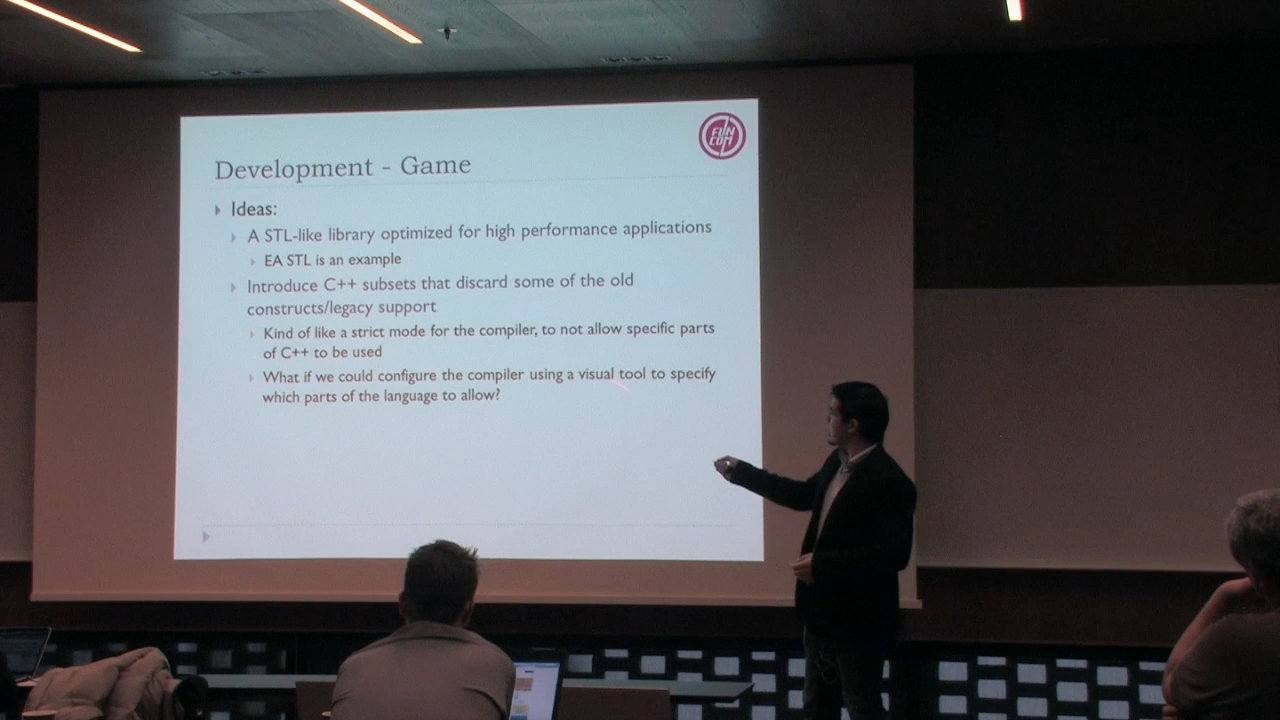 FUN
COM
Development - Game
Ideas:
A STL-like library optimized for high performance applications
EA STL is an example
Introduce C++ subsets that discard some of the old
constructs/legacy support
Kind of like a strict mode for the compiler, to not allow specific parts
of C++ to be used
What if we could configure the compiler using a visual tool to specify
which parts of the language to allow?